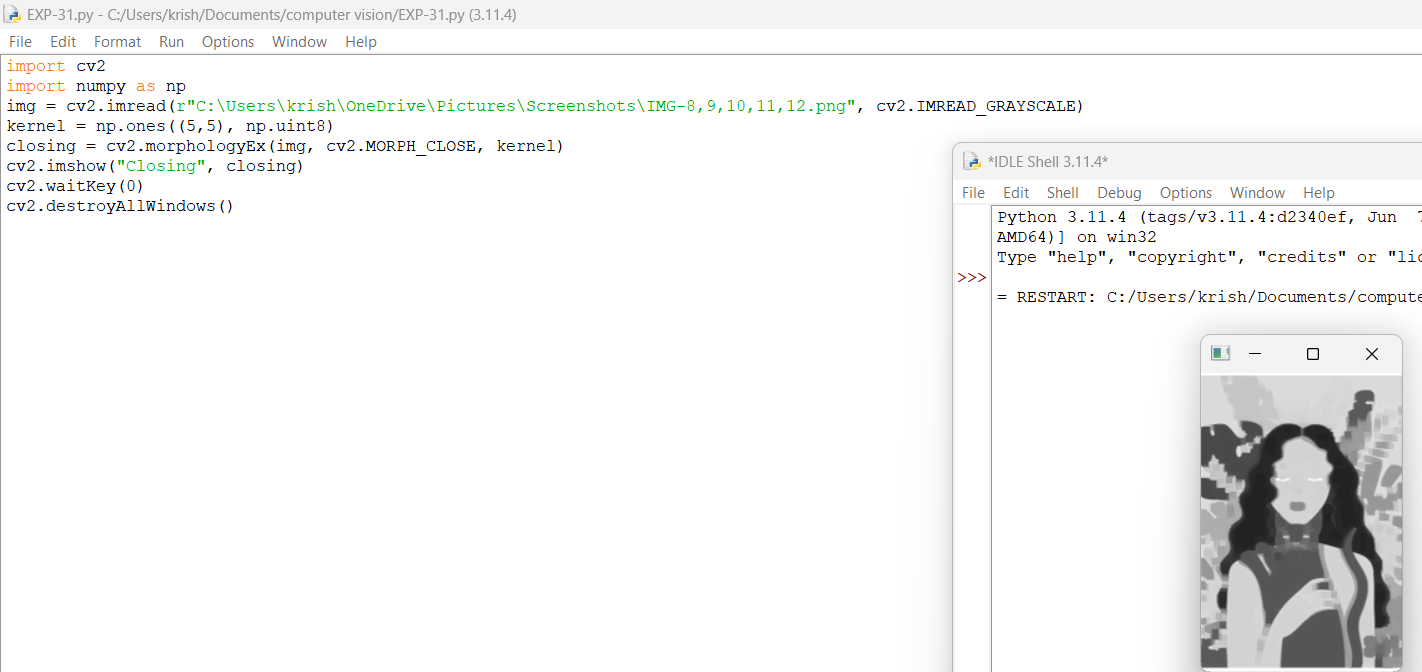 EXP-31.py - C:/Users/krish/Documents/computer vision/EXP-31.py (3.11.4)
File Edit Format Run Options Window Help
import cv2
import numpy as np
img = cv2.imread(r"C:\Users\krish\OneDrive\Pictures\Screenshots\IMG-8,9,10,11,12.png", cv2.IMREAD_GRAYSCALE)
kernel = np.ones((5,5), np.uint8)
closing = cv2.morphologyEx(img, cv2.MORPH_CLOSE, kernel)
cv2.imshow("Closing", closing)
cv2.waitKey(0)
cv2.destroyAllWindows()
*IDLE Shell 3.11.4*
File Edit Shell Debug Options Window Help
Python 3.11.4 (tags/v3.11.4:d2340ef, Jun 7
AMD64)] on win32
Type "help", "copyright", "credits" or "lic
>>>
= RESTART: C:/Users/krish/Documents/compute